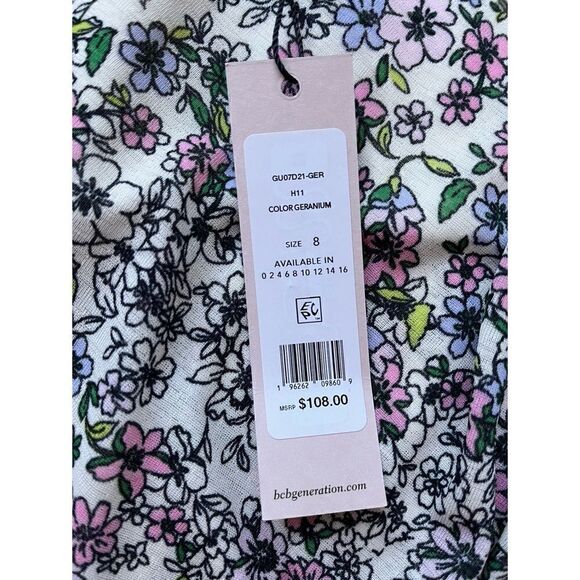 GU07D21-GER
H11
COLOR GERANIUM
SIZE 8
AVAILABLE IN
0 2 4 6 8 10 12 14 16
1 96262 09860 9
MSRP $108.00
bcbgeneration.com